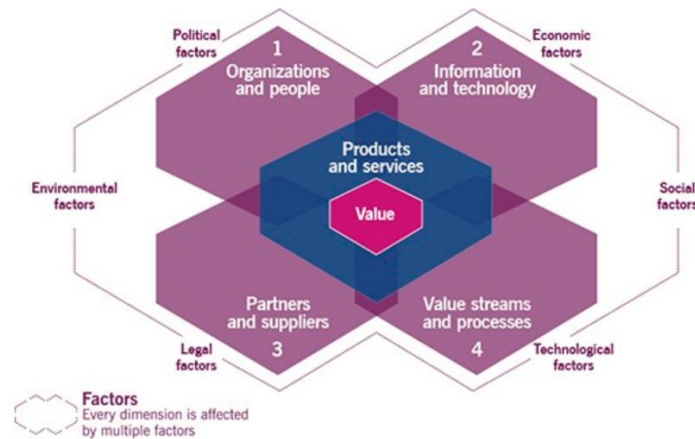 Political
factors
Economic
factors
1
Organizations
and people
2
Information
and technology
Products
and services
Environmental
factors
Value
Social
factors
Partners
and suppliers
3
Value streams
and processes
4
Legal
factors
Technological
factors
Factors
Every dimension is affected
by multiple factors